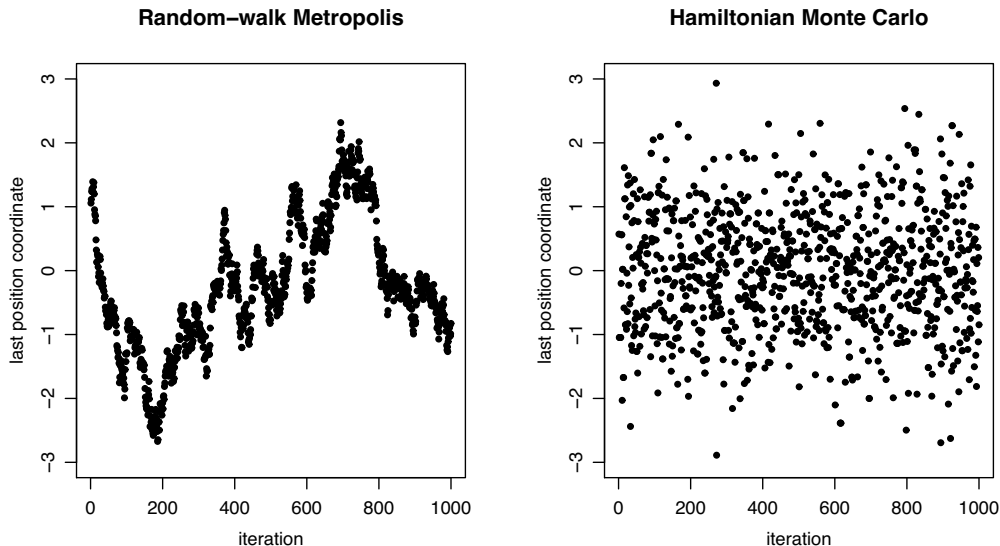 Random−walk Metropolis
last position coordinate
3
2
1
0
−1
−2
−3
0 200 400 600 800 1000
iteration
Hamiltonian Monte Carlo
last position coordinate
3
2
1
0
−1
−2
−3
0 200 400 600 800 1000
iteration